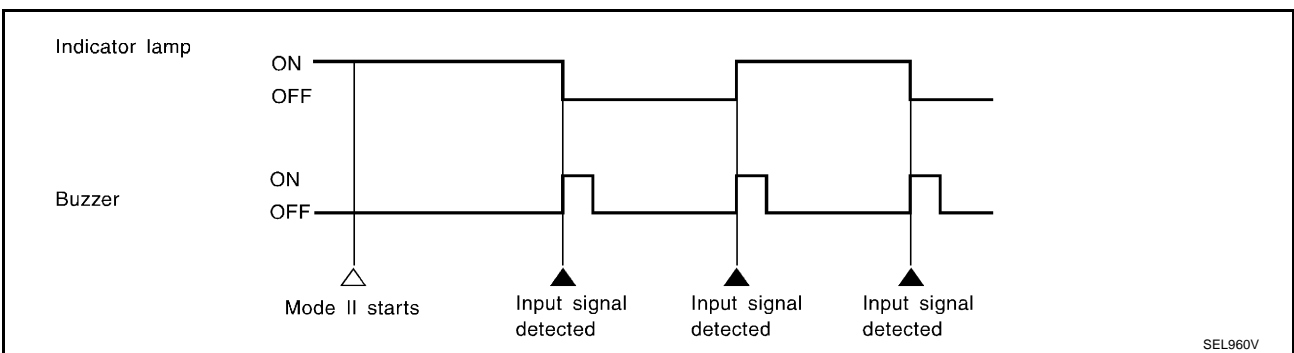 Indicator lamp
ON
OFF
Buzzer
ON
OFF
Mode II starts
Input signal
detected
Input signal
detected
Input signal
detected
SEL960V